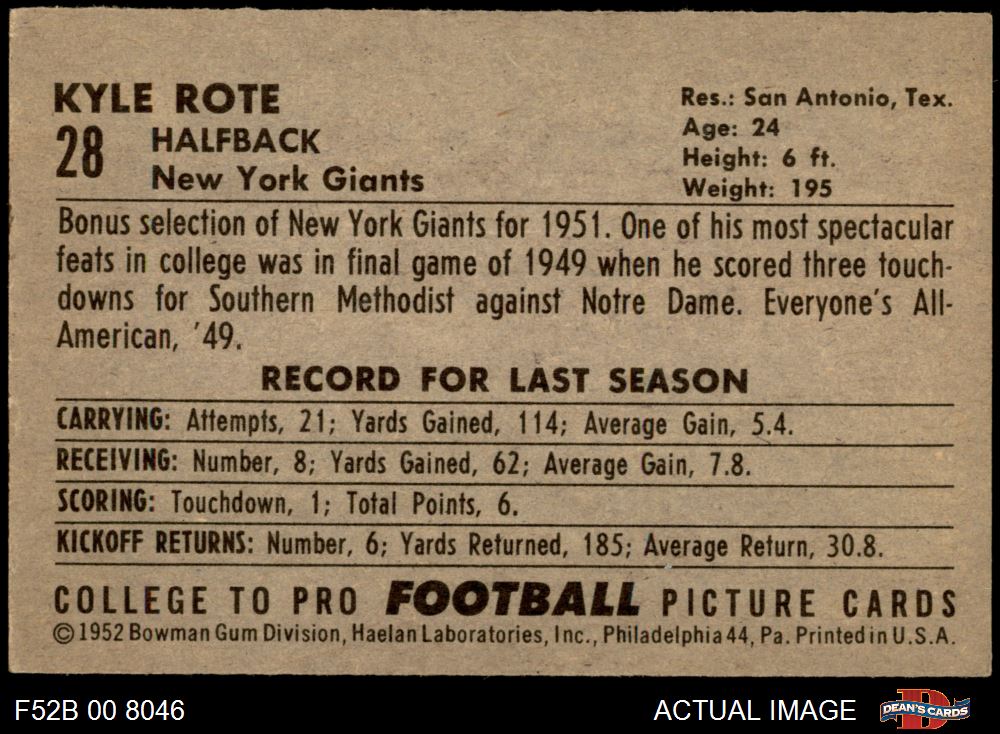 KYLE ROTE
28 HALFBACK
New York Giants
Res.: San Antonio, Tex.
Age: 24
Height: 6 ft.
Weight: 195
Bonus selection of New York Giants for 1951. One of his most spectacular
feats in college was in final game of 1949 when he scored three touch-
downs for Southern Methodist against Notre Dame. Everyone's All-
American, '49.
RECORD FOR LAST SEASON
CARRYING: Attempts, 21; Yards Gained, 114; Average Gain, 5.4.
RECEIVING: Number, 8; Yards Gained, 62; Average Gain, 7.8.
SCORING: Touchdown, 1; Total Points, 6.
KICKOFF RETURNS: Number, 6; Yards Returned, 185; Average Return, 30.8.
COLLEGE TO PRO FOOTBALL PICTURE CARDS
©1952 Bowman Gum Division, Haelan Laboratories, Inc., Philadelphia 44, Pa. Printed in U.S.A.
F52B 00 8046
ACTUAL IMAGE
D
DEAN'S CARDS